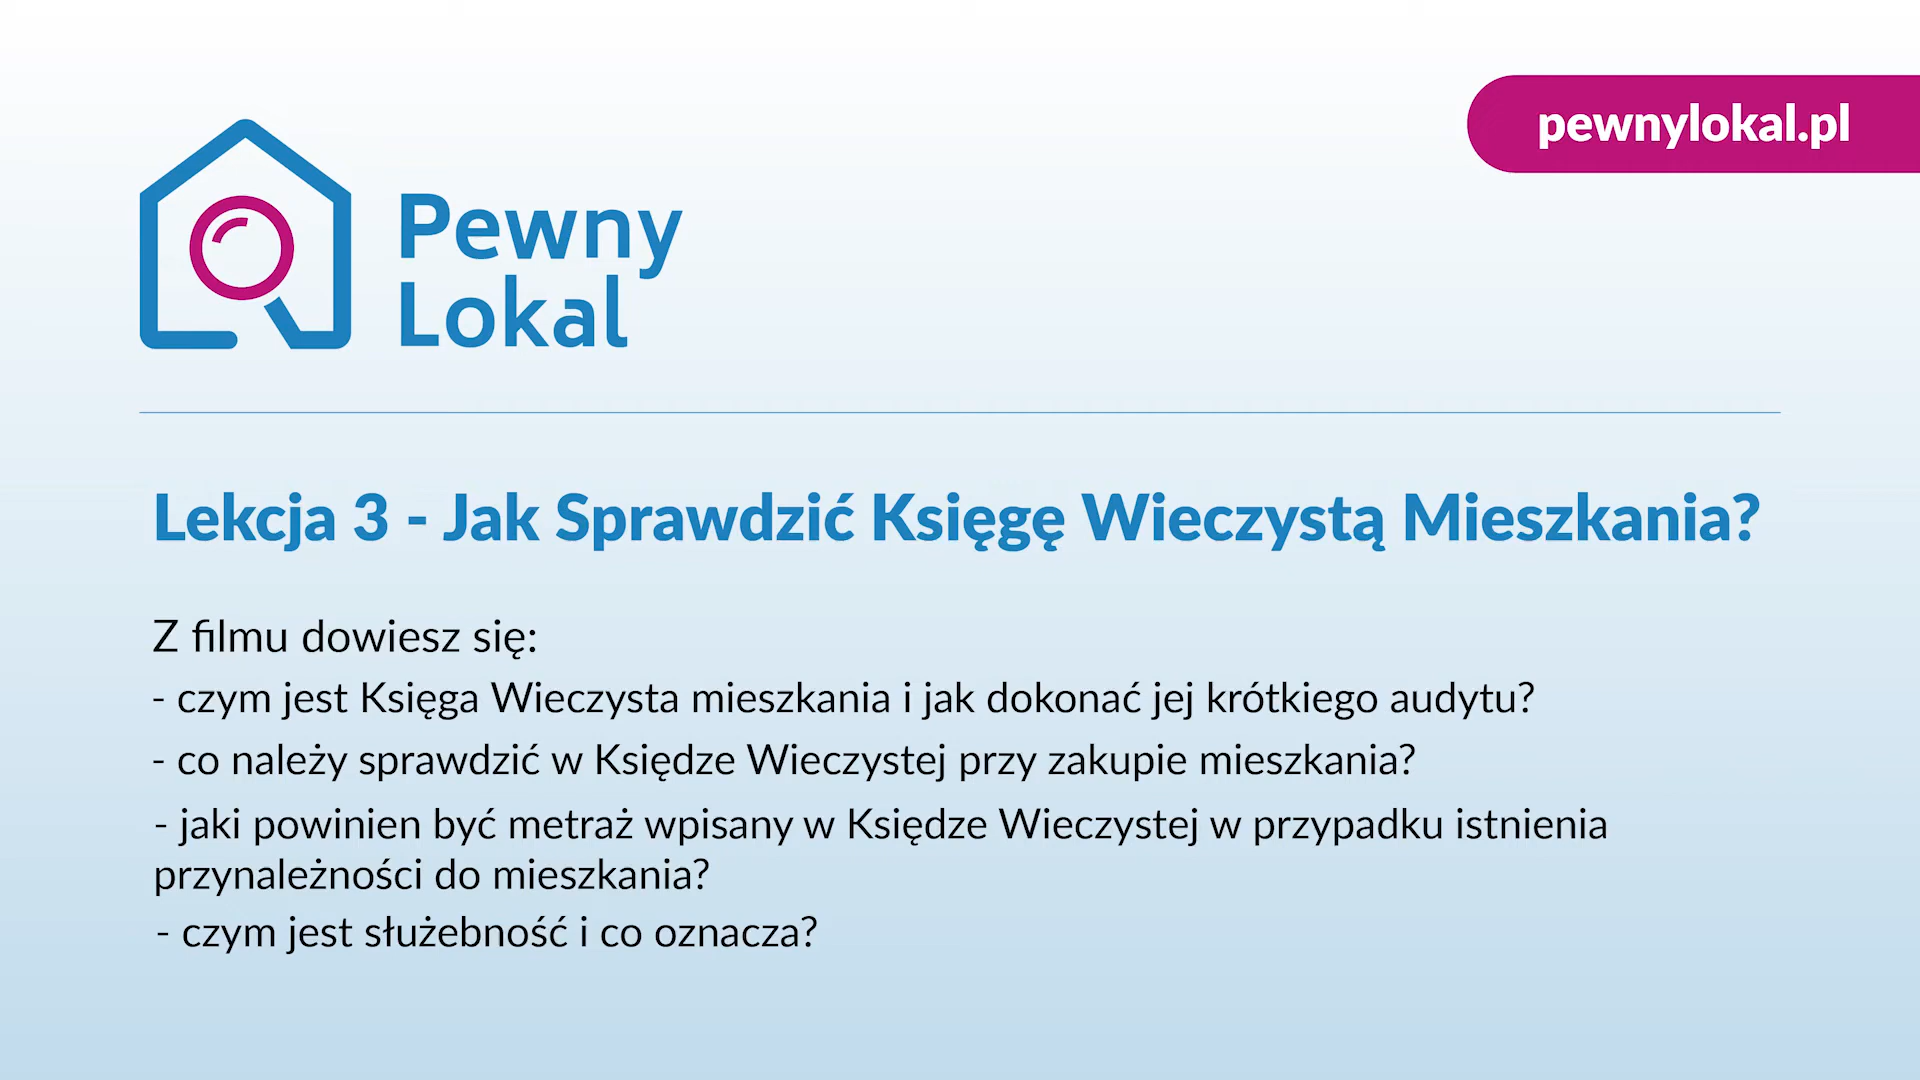 pewnylokal.pl
Pewny
Lokal
Lekcja 3 - Jak Sprawdzić Księgę Wieczystą Mieszkania?
Z filmu dowiesz się:
- czym jest Księga Wieczysta mieszkania i jak dokonać jej krótkiego audytu?
- co należy sprawdzić w Księdze Wieczystej przy zakupie mieszkania?
- jaki powinien być metraż wpisany w Księdze Wieczystej w przypadku istnienia
przynależności do mieszkania?
- czym jest służebność i co oznacza?